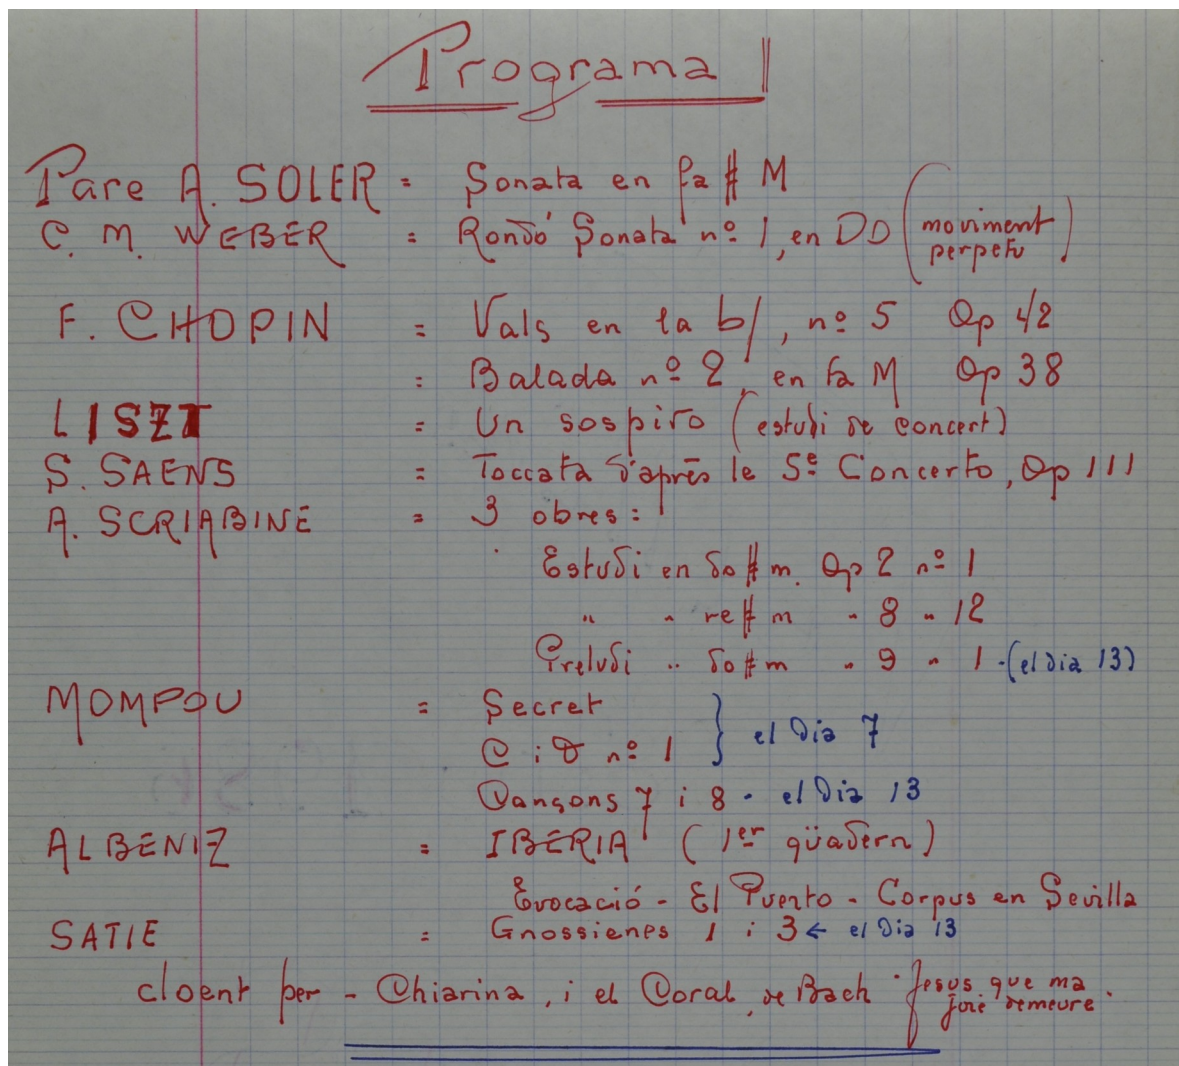 Programa
Pare A. SOLER = Sonata en fa # M
C. M. WEBER = Rondó Sonata nº 1, en DO (moviment perpetu)
F. CHOPIN = Vals en la b, nº 5 Op 42
= Balada nº 2, en fa M Op 38
LISZT = Un sospiro (estudi de concert)
S. SAENS = Toccata d'après le 5e Concerto, Op 111
A. SCRIABINE = 3 obres:
Estudi en do # m. Op 2 nº 1
" " re # m " 8 " 12
Preludi " do # m " 9 " 1 - (el dia 13)
MOMPOU = Secret
C i D nº 1 } el dia 7
Cançons 7 i 8 - el dia 13
ALBENIZ = IBERIA (1er qüadern)
Evocació - El Puerto - Corpus en Sevilla
SATIE = Gnossienes 1 i 3 ← el dia 13
cloent per - Chiarina, i el Coral, de Bach "Jesus que ma joie demeure.